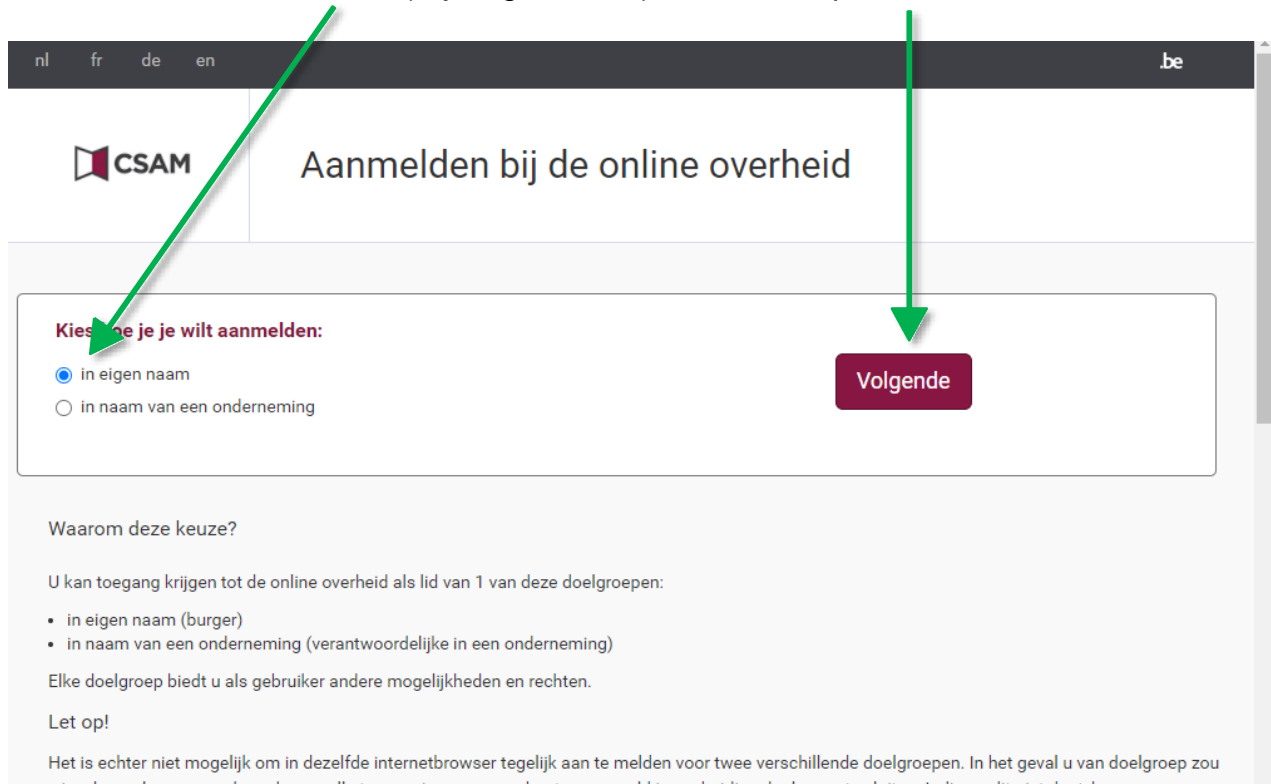 nl fr de en .be
CSAM
Aanmelden bij de online overheid
je je wilt aanmelden:
in eigen naam
in naam van een onderneming
Volgende
Waarom deze keuze?
U kan toegang krijgen tot de online overheid als lid van 1 van deze doelgroepen:
• in eigen naam (burger)
• in naam van een onderneming (verantwoordelijke in een onderneming)
Elke doelgroep biedt u als gebruiker andere mogelijkheden en rechten.
Let op!
Het is echter niet mogelijk om in dezelfde internetbrowser tegelijk aan te melden voor twee verschillende doelgroepen. In het geval u van doelgroep zou